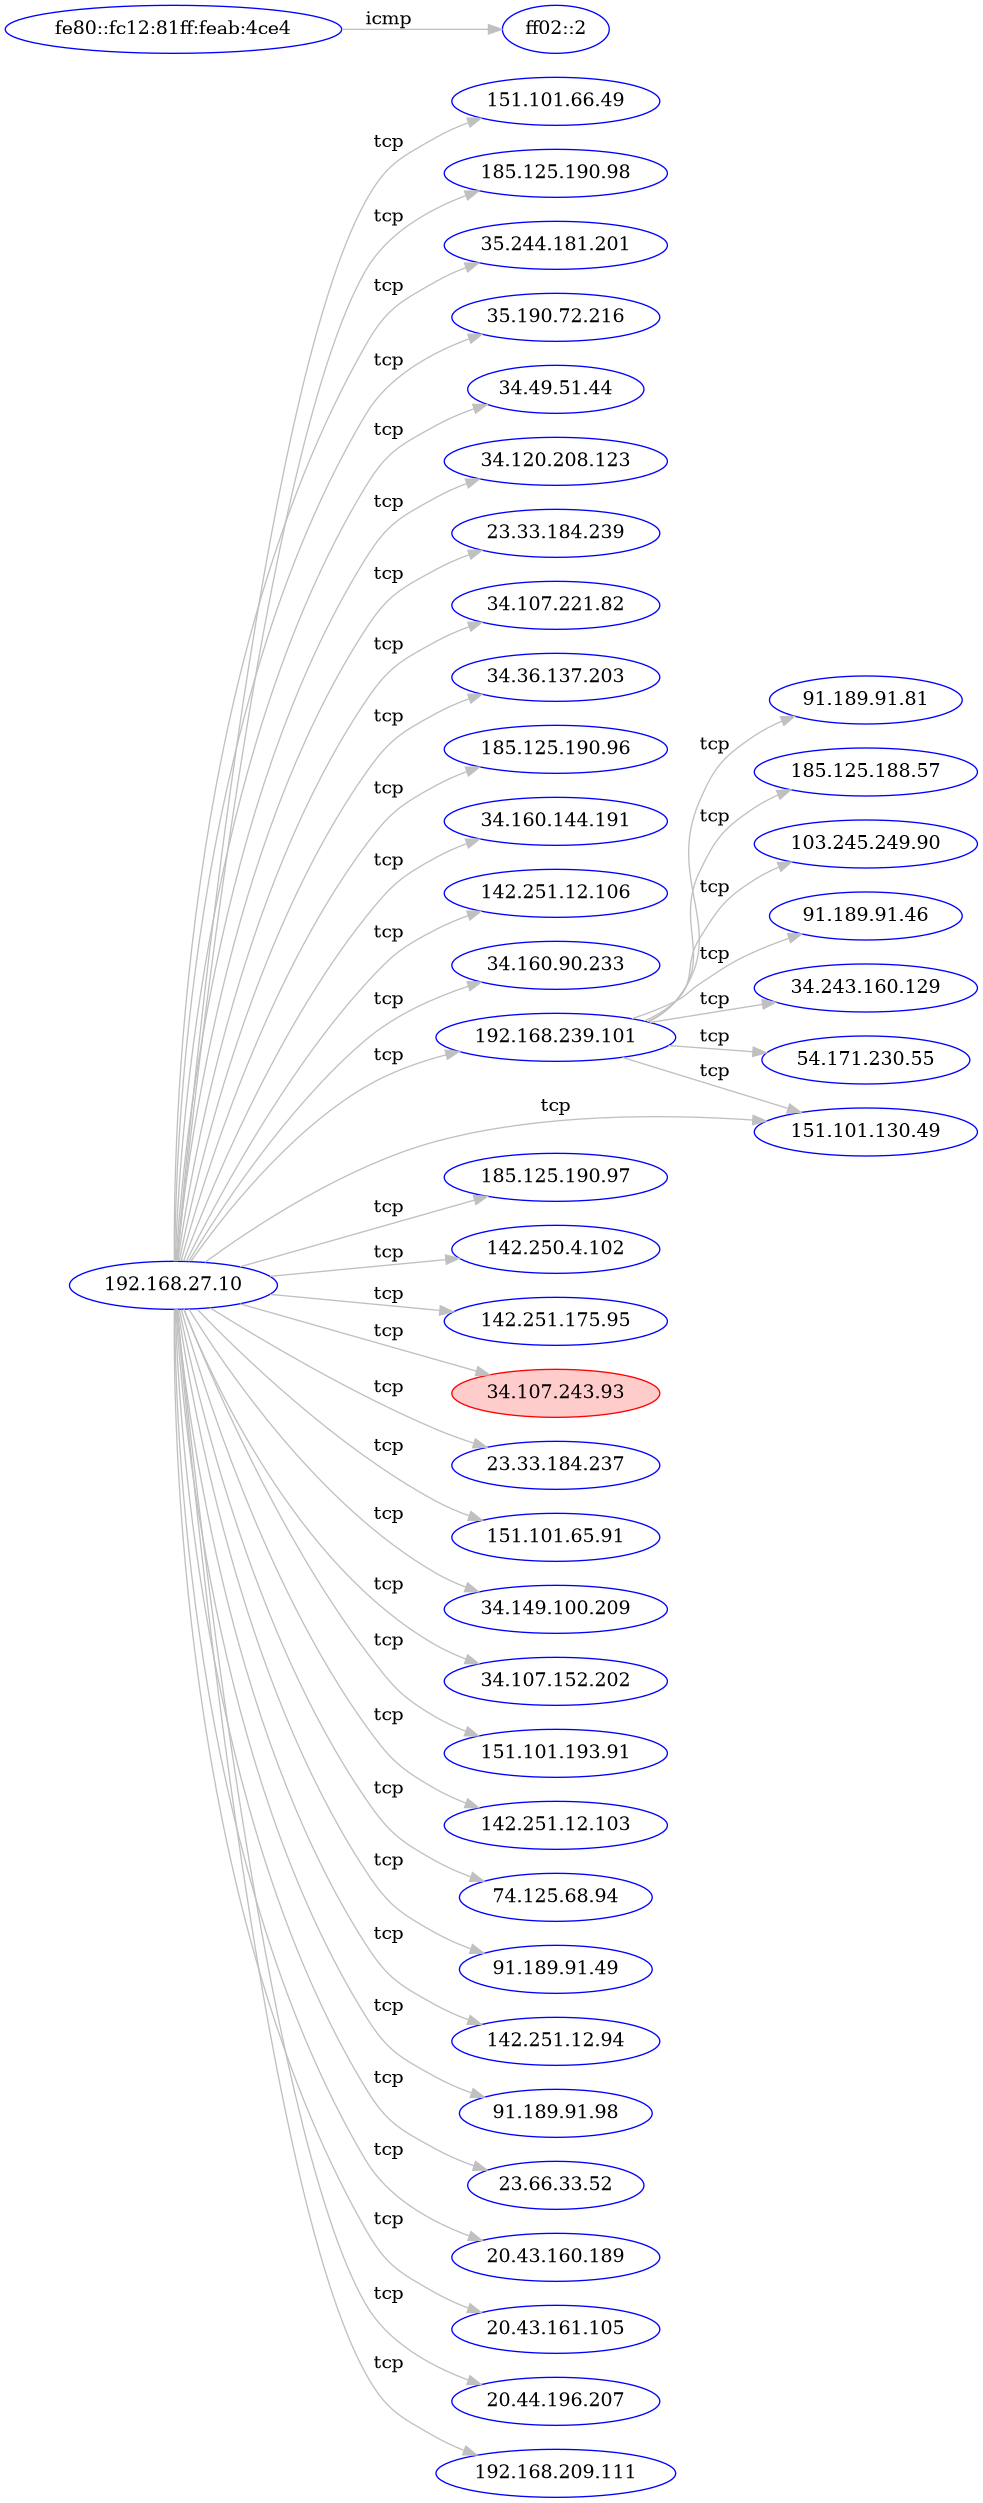 fe80::fc12:81ff:feab:4ce4
icmp
ff02::2
tcp
151.101.66.49
tcp
185.125.190.98
tcp
35.244.181.201
tcp
35.190.72.216
tcp
34.49.51.44
tcp
34.120.208.123
tcp
23.33.184.239
tcp
34.107.221.82
tcp
34.36.137.203
tcp
91.189.91.81
tcp
185.125.190.96
tcp
185.125.188.57
tcp
34.160.144.191
tcp
103.245.249.90
tcp
142.251.12.106
tcp
91.189.91.46
tcp
34.160.90.233
tcp
34.243.160.129
tcp
192.168.239.101
tcp
54.171.230.55
tcp
tcp
151.101.130.49
tcp
185.125.190.97
tcp
142.250.4.102
192.168.27.10
tcp
142.251.175.95
tcp
34.107.243.93
tcp
23.33.184.237
tcp
151.101.65.91
tcp
34.149.100.209
tcp
34.107.152.202
tcp
151.101.193.91
tcp
142.251.12.103
tcp
74.125.68.94
tcp
91.189.91.49
tcp
142.251.12.94
tcp
91.189.91.98
tcp
23.66.33.52
tcp
20.43.160.189
tcp
20.43.161.105
tcp
20.44.196.207
tcp
192.168.209.111